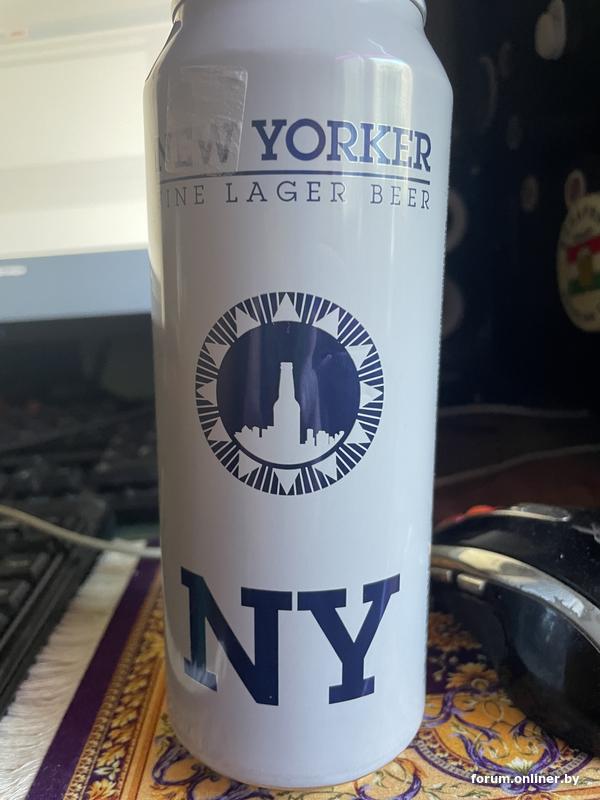 NEW YORKER
FINE LAGER BEER
NY
forum.onliner.by